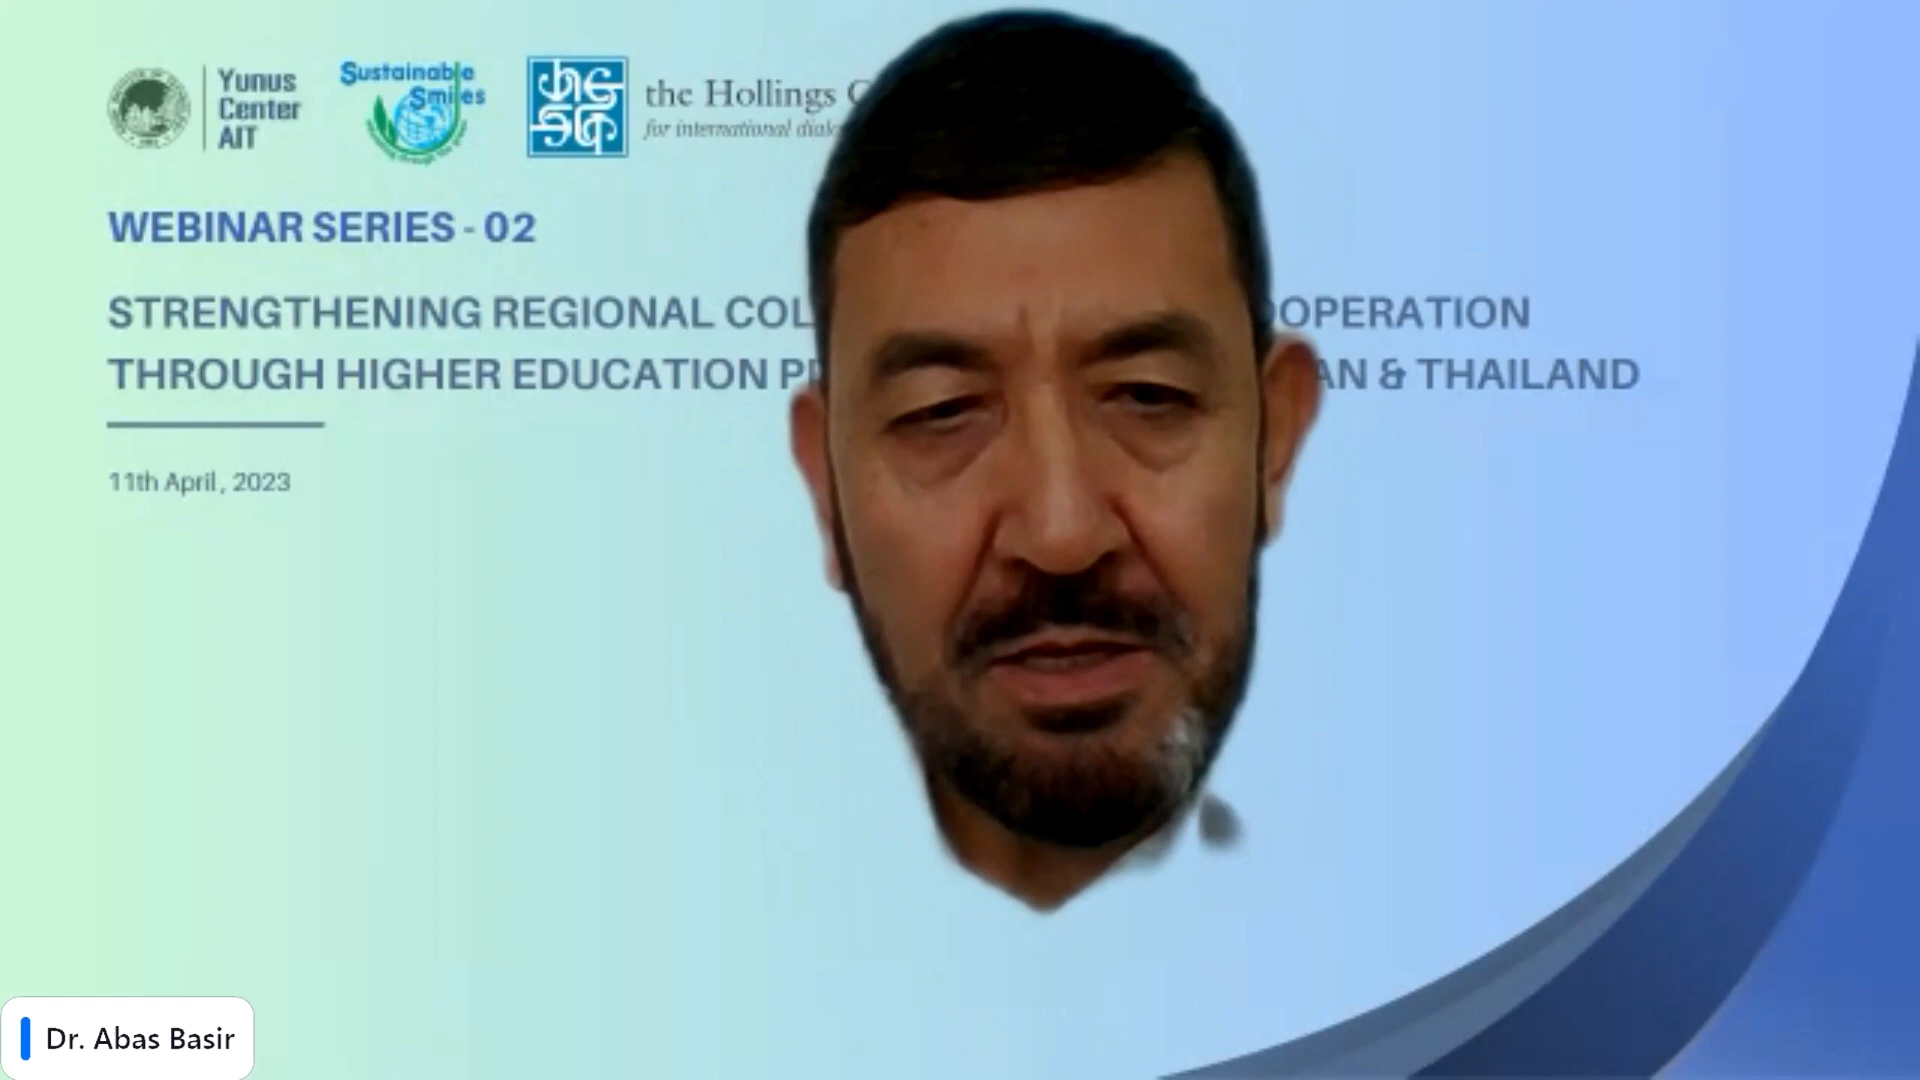 Yunus
Center
AIT
Sustainable
Smiles
the Hollings
for international
WEBINAR SERIES - 02
STRENGTHENING REGIONAL COL OOPERATION
THROUGH HIGHER EDUCATION P AN & THAILAND
11th April, 2023
Dr. Abas Basir